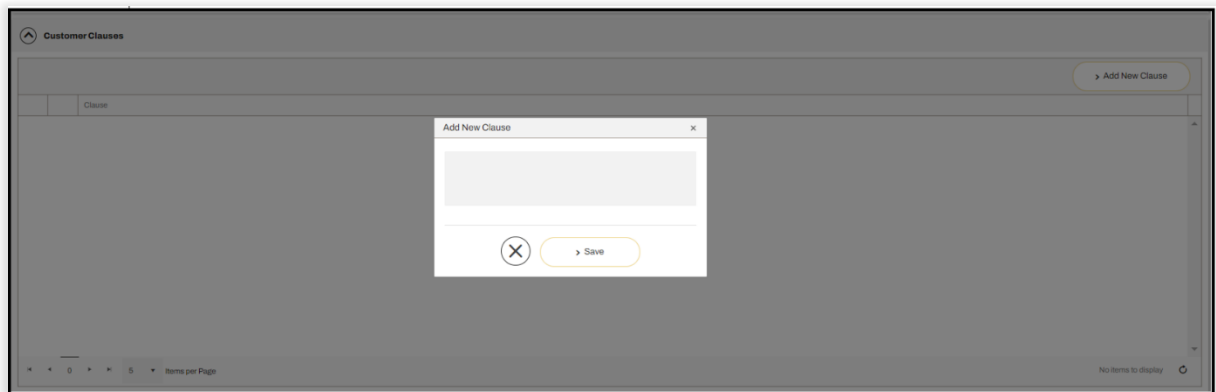 Customer Clauses
Add New Clause
Clause
Add New Clause
Save
0 5 Items per Page No items to display